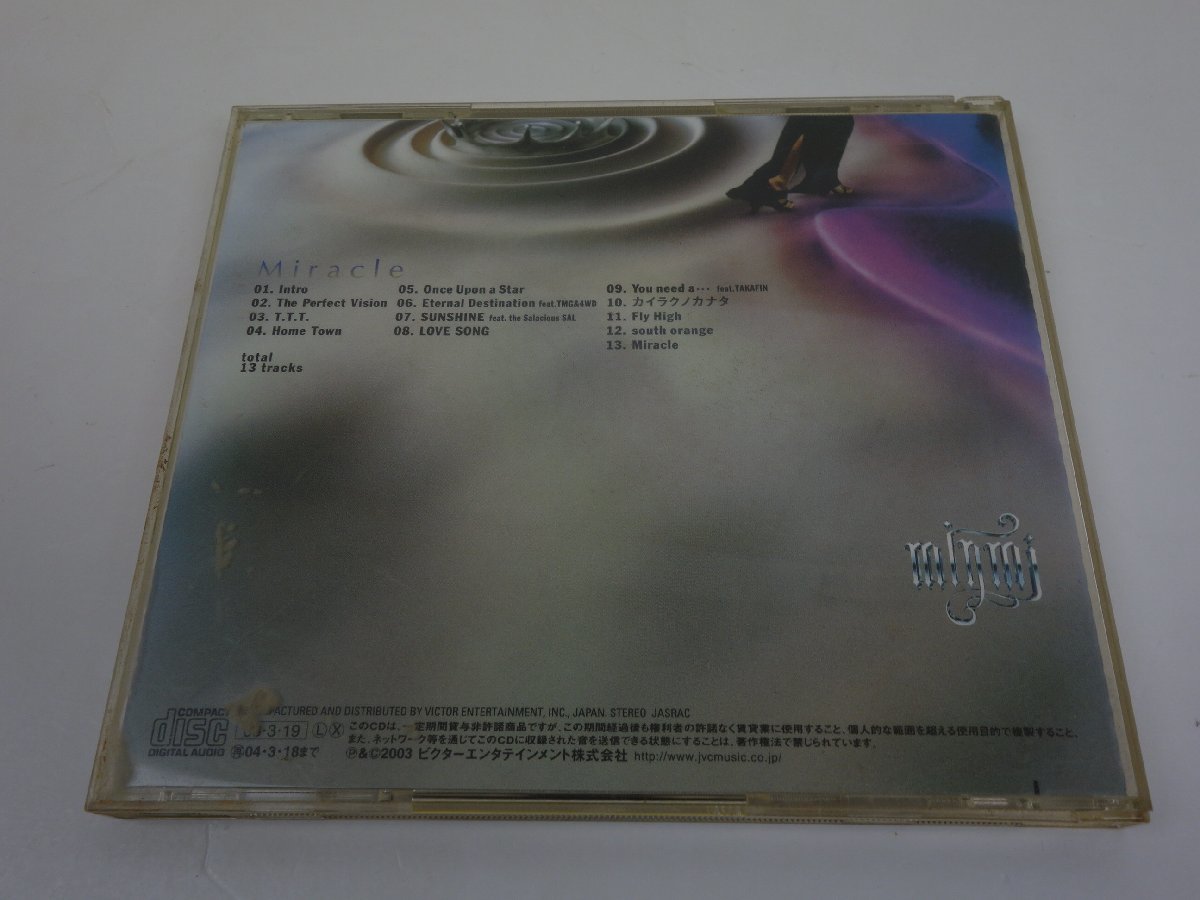 Miracle
01. Intro
02. The Perfect Vision
03. T.T.T.
04. Home Town
05. Once Upon a Star
06. Eternal Destination feat.TMG&4WD
07. SUNSHINE feat. the Salacious SAL
08. LOVE SONG
09. You need a… feat.TAKAFIN
10. カイラクノカナタ
11. Fly High
12. south orange
13. Miracle
total
13 tracks
minmi
COMPACT
disc
DIGITAL AUDIO
AND DISTRIBUTED BY VICTOR ENTERTAINMENT, INC., JAPAN. STEREO JASRAC
3・19 Ⓛ Ⓧ このCDは、一定期間貸与非許諾商品ですが、この期間経過後も権利者の許諾なく賃貸業に使用すること、個人的な範囲を超える使用目的で複製すること、
また、ネットワーク等を通じてこのCDに収録された音を送信できる状態にすることは、著作権法で禁じられています。
㋐04・3・18まで ℗&©2003 ビクターエンタテインメント株式会社 http://www.jvcmusic.co.jp/